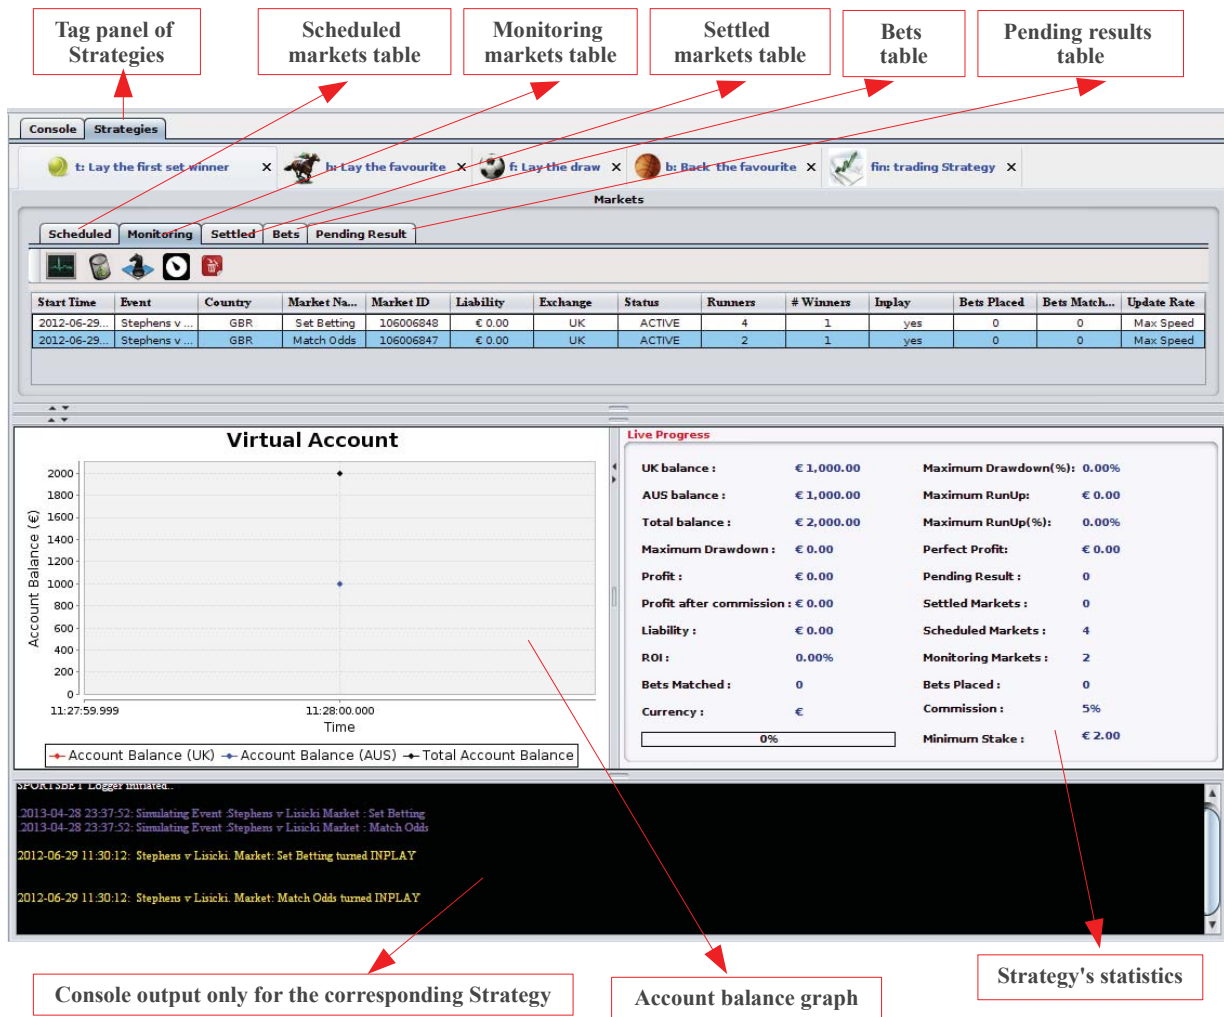 Tag panel of
Strategies
Scheduled
markets table
Monitoring
markets table
Settled
markets table
Bets
table
Pending results
table
Console Strategies
t: Lay the first set winner x b: Lay the favourite x f: Lay the draw x b: Back the favourite x fin: trading Strategy x
Markets
Scheduled Monitoring Settled Bets Pending Result
Start Time Event Country Market Na... Market ID Liability Exchange Status Runners # Winners Inplay Bets Placed Bets Match... Update Rate
2012-06-29... Stephens v ... GBR Set Betting 106006848 € 0.00 UK ACTIVE 4 1 yes 0 0 Max Speed
2012-06-29... Stephens v ... GBR Match Odds 106006847 € 0.00 UK ACTIVE 2 1 yes 0 0 Max Speed
Virtual Account
Account Balance (€)
2000
1800
1600
1400
1200
1000
800
600
400
200
0
11:27:59.999 11:28:00.000
Time
Account Balance (UK) Account Balance (AUS) Total Account Balance
Live Progress
UK balance : € 1,000.00 Maximum Drawdown(%): 0.00%
AUS balance : € 1,000.00 Maximum RunUp: € 0.00
Total balance : € 2,000.00 Maximum RunUp(%): 0.00%
Maximum Drawdown : € 0.00 Perfect Profit: € 0.00
Profit : € 0.00 Pending Result : 0
Profit after commission : € 0.00 Settled Markets : 0
Liability : € 0.00 Scheduled Markets : 4
ROI : 0.00% Monitoring Markets : 2
Bets Matched : 0 Bets Placed : 0
Currency : € Commission : 5%
0% Minimum Stake : € 2.00
SPORTSBET Logger initiated..
.2013-04-28 23:37:52: Simulating Event :Stephens v Lisicki Market : Set Betting
.2013-04-28 23:37:52: Simulating Event :Stephens v Lisicki Market : Match Odds
2012-06-29 11:30:12: Stephens v Lisicki. Market: Set Betting turned INPLAY
2012-06-29 11:30:12: Stephens v Lisicki. Market: Match Odds turned INPLAY
Console output only for the corresponding Strategy
Account balance graph
Strategy's statistics